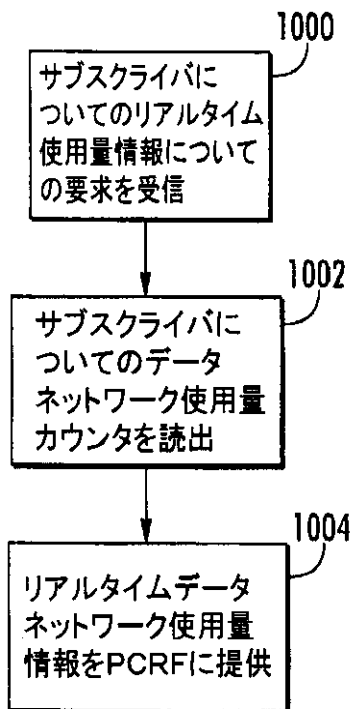 1000
サブスクライバに
ついてのリアルタイム
使用量情報について
の要求を受信
1002
サブスクライバに
ついてのデータ
ネットワーク使用量
カウンタを読出
1004
リアルタイムデータ
ネットワーク使用量
情報をPCRFに提供